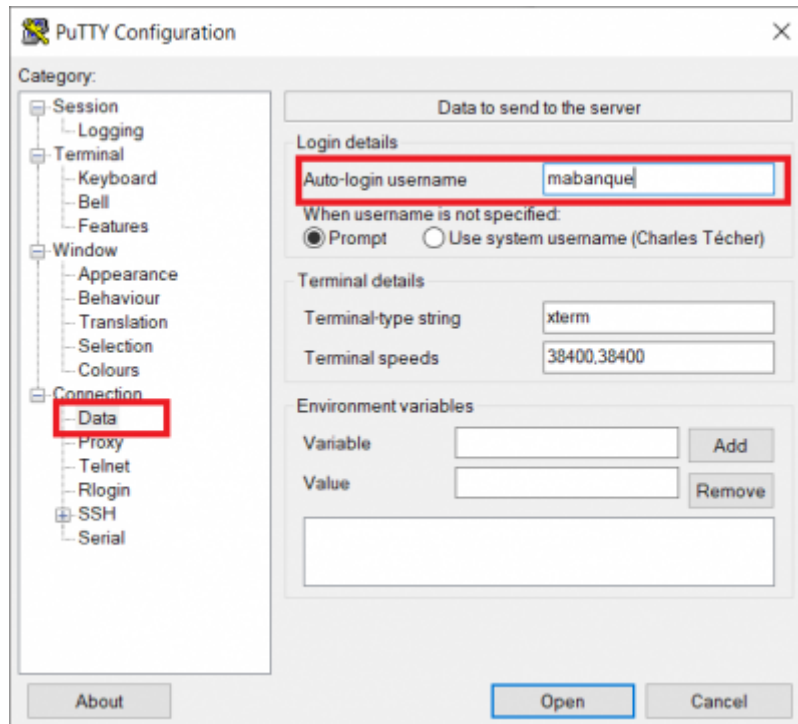 PuTTY Configuration
Category:
Session
Logging
Terminal
Keyboard
Bell
Features
Window
Appearance
Behaviour
Translation
Selection
Colours
Connection
Data
Proxy
Telnet
Rlogin
SSH
Serial
Data to send to the server
Login details
Auto-login username mabanque
When username is not specified:
Prompt Use system username (Charles Técher)
Terminal details
Terminal-type string xterm
Terminal speeds 38400,38400
Environment variables
Variable Add
Value Remove
About Open Cancel